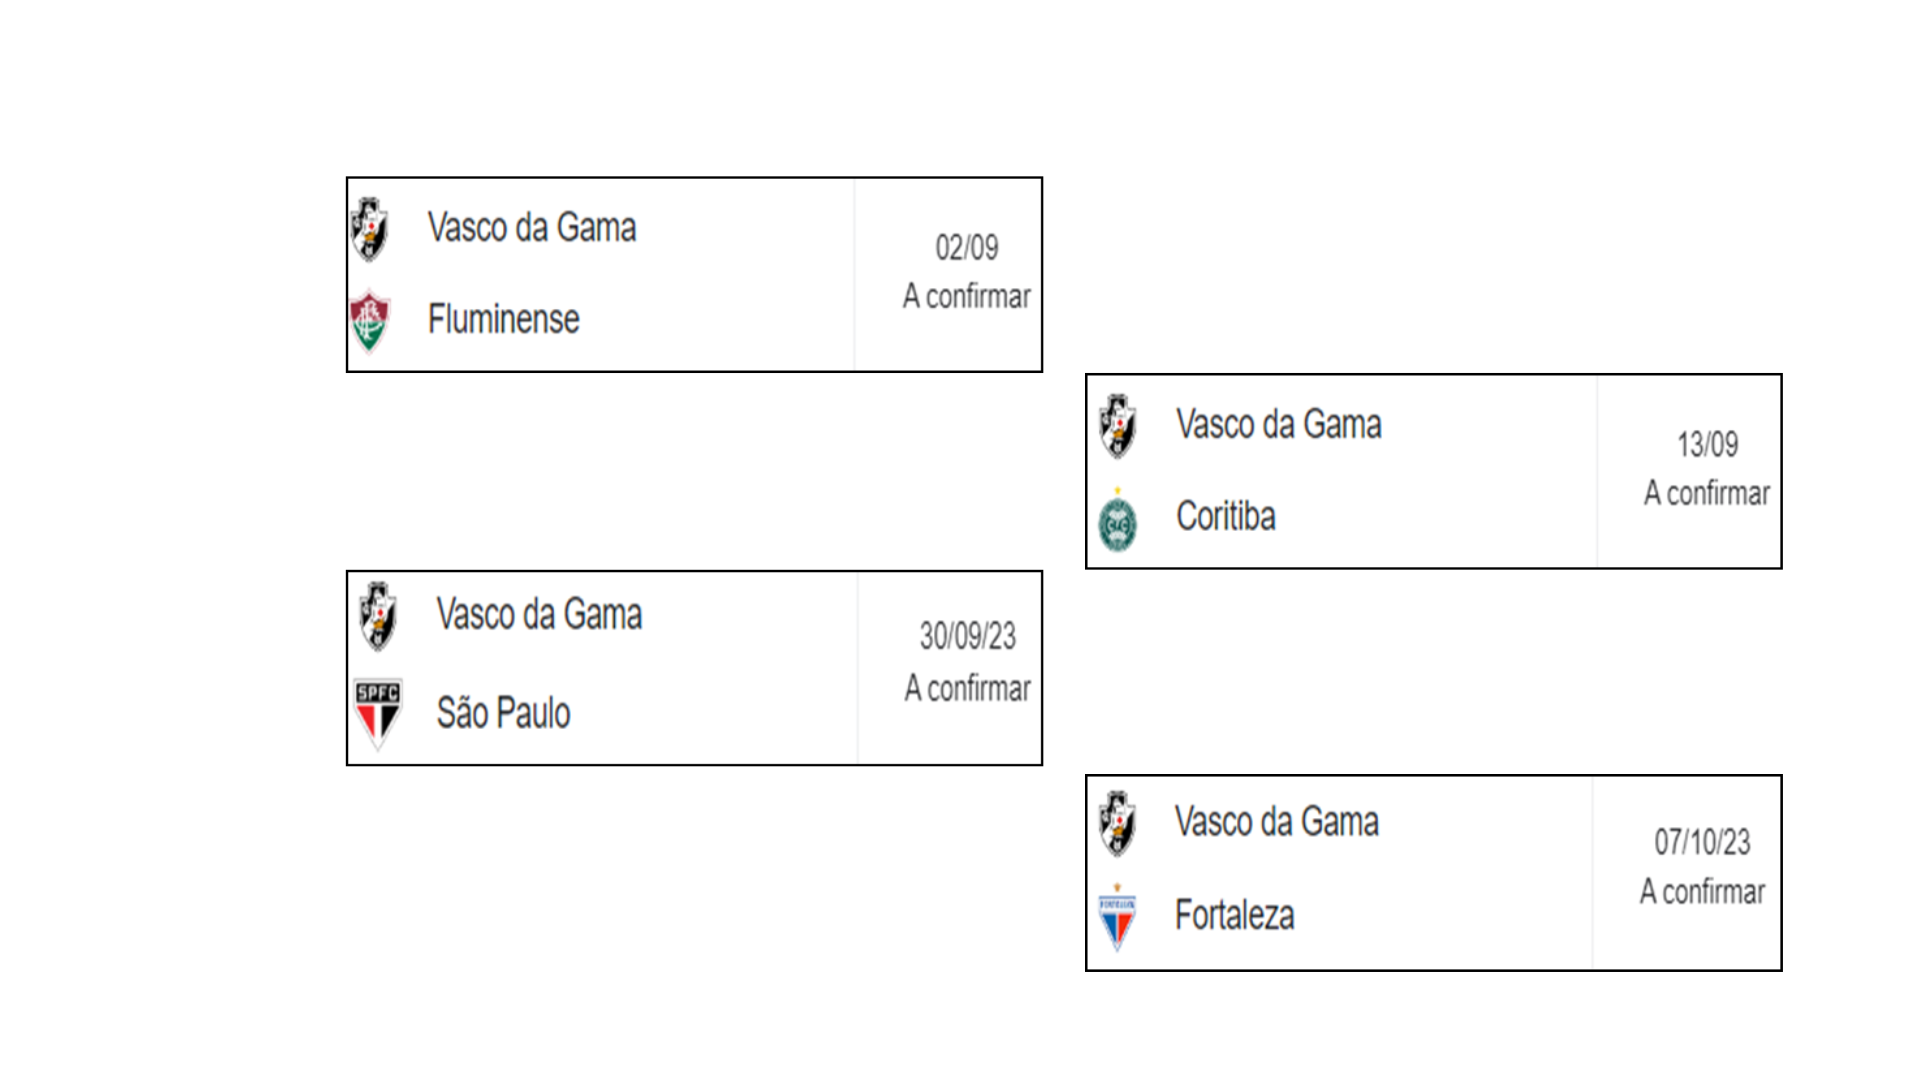 Vasco da Gama
Fluminense
02/09
A confirmar
Vasco da Gama
Coritiba
13/09
A confirmar
Vasco da Gama
SPFC
São Paulo
30/09/23
A confirmar
Vasco da Gama
Fortaleza
07/10/23
A confirmar